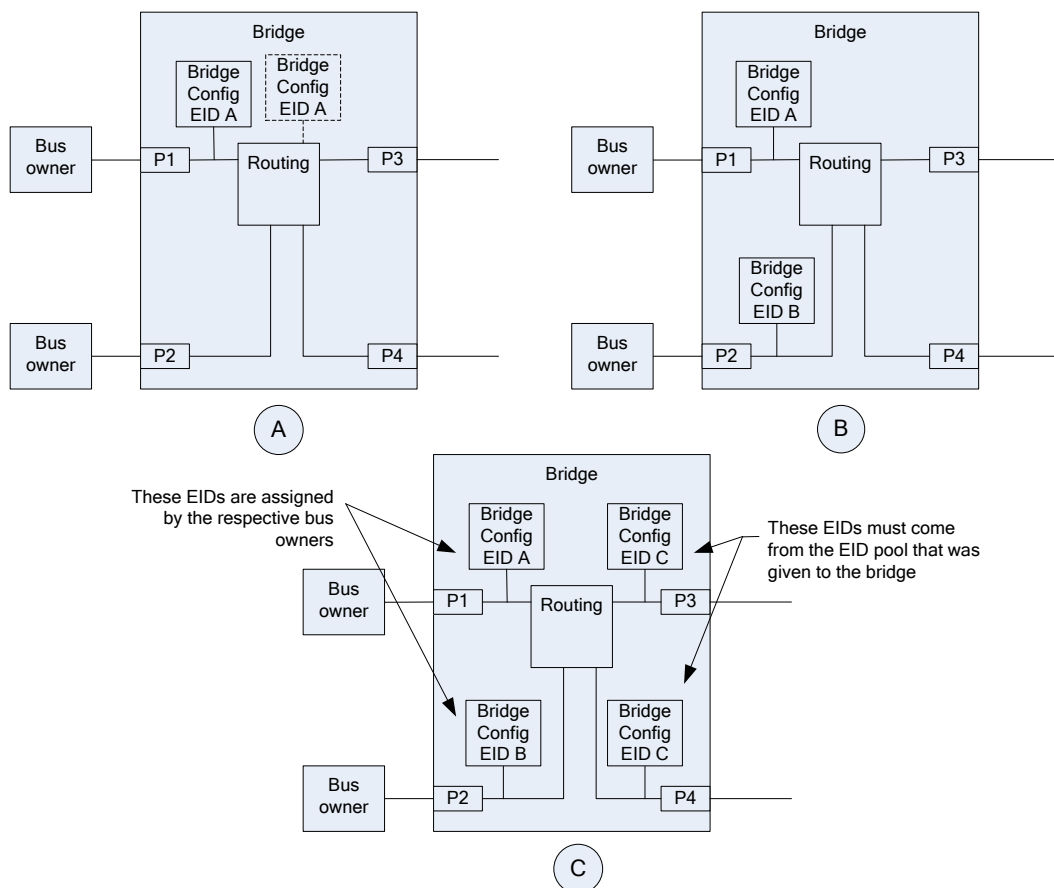 Bridge
Bridge
Config
EID A
Bridge
Config
EID A
Bus
owner
P1
Routing
P3
Bus
owner
P2
P4
A
Bridge
Bridge
Config
EID A
Bus
owner
P1
Routing
P3
Bridge
Config
EID B
Bus
owner
P2
P4
B
Bridge
These EIDs are assigned
by the respective bus
owners
Bridge
Config
EID A
Bridge
Config
EID C
These EIDs must come
from the EID pool that was
given to the bridge
Bus
owner
P1
Routing
P3
Bridge
Config
EID B
Bridge
Config
EID C
Bus
owner
P2
P4
C